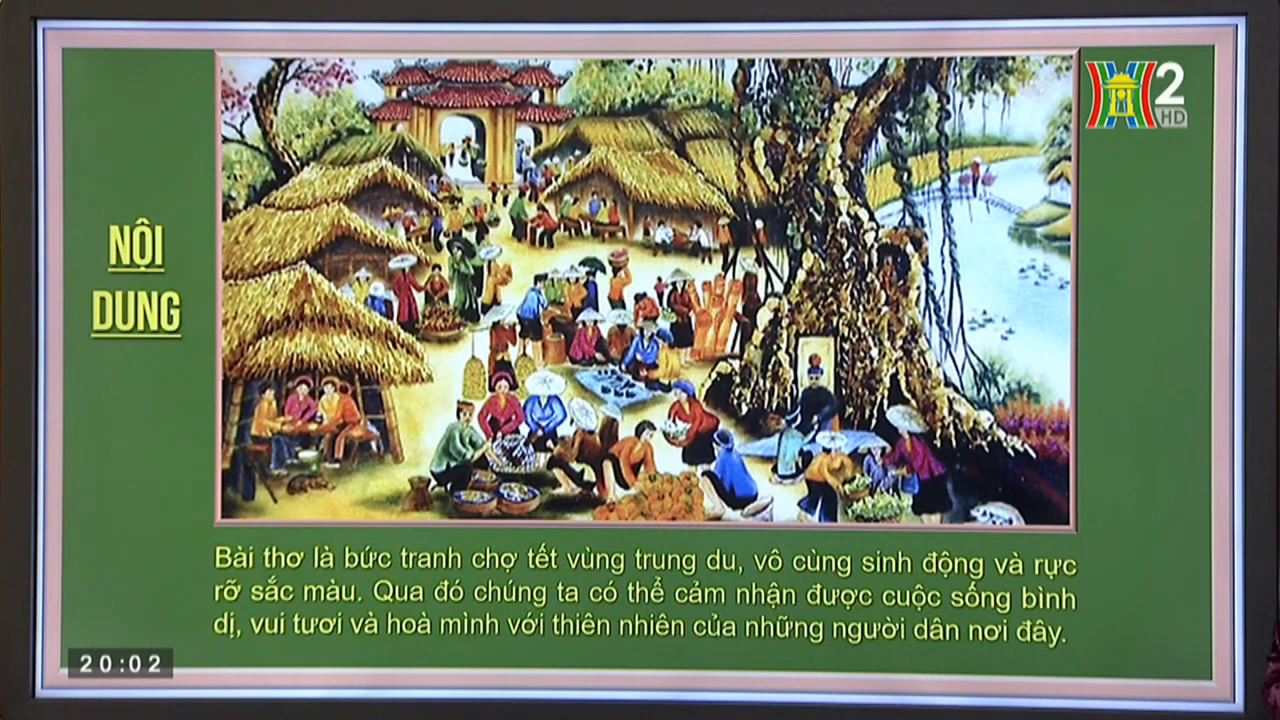 2
HD
NỘI
DUNG
Bài thơ là bức tranh chợ tết vùng trung du, vô cùng sinh động và rực
rỡ sắc màu. Qua đó chúng ta có thể cảm nhận được cuộc sống bình
dị, vui tươi và hoà mình với thiên nhiên của những người dân nơi đây.
20:02